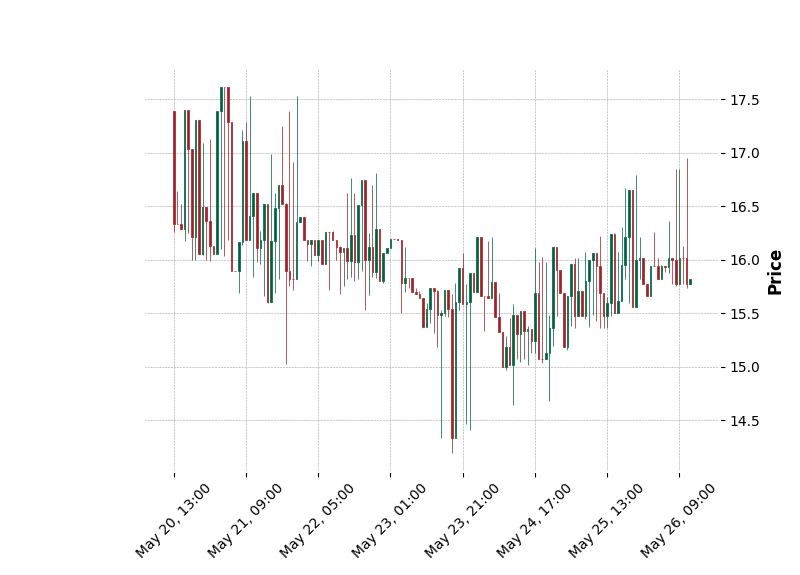 17.5
17.0
16.5
16.0
15.5
15.0
14.5
Price
May 20, 13:00
May 21, 09:00
May 22, 05:00
May 23, 01:00
May 23, 21:00
May 24, 17:00
May 25, 13:00
May 26, 09:00